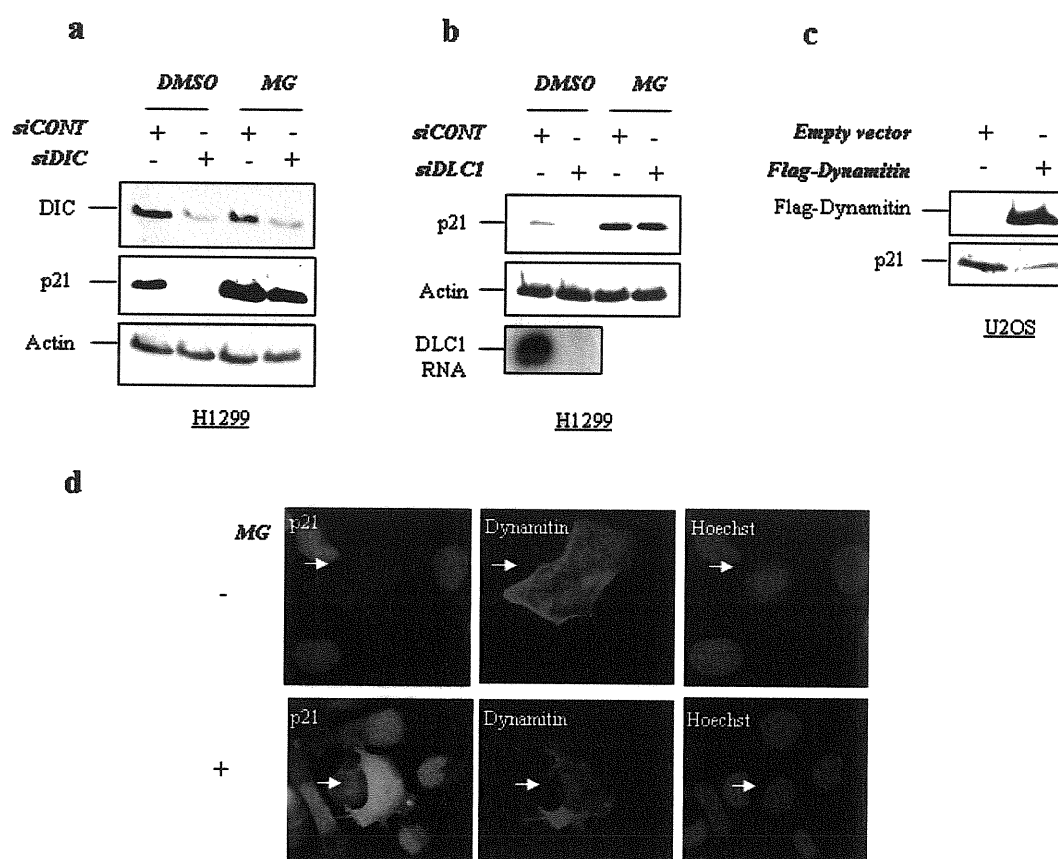 a
DMSO MG
siCONT + - + -
siDIC - + - +
DIC
p21
Actin
H1299
b
DMSO MG
siCONT + - + -
siDLC1 - + - +
p21
Actin
DLC1
RNA
H1299
c
Empty vector + -
Flag-Dynamitin - +
Flag-Dynamitin
p21
U2OS
d
MG
p21 Dynamitin Hoechst
-
p21 Dynamitin Hoechst
+